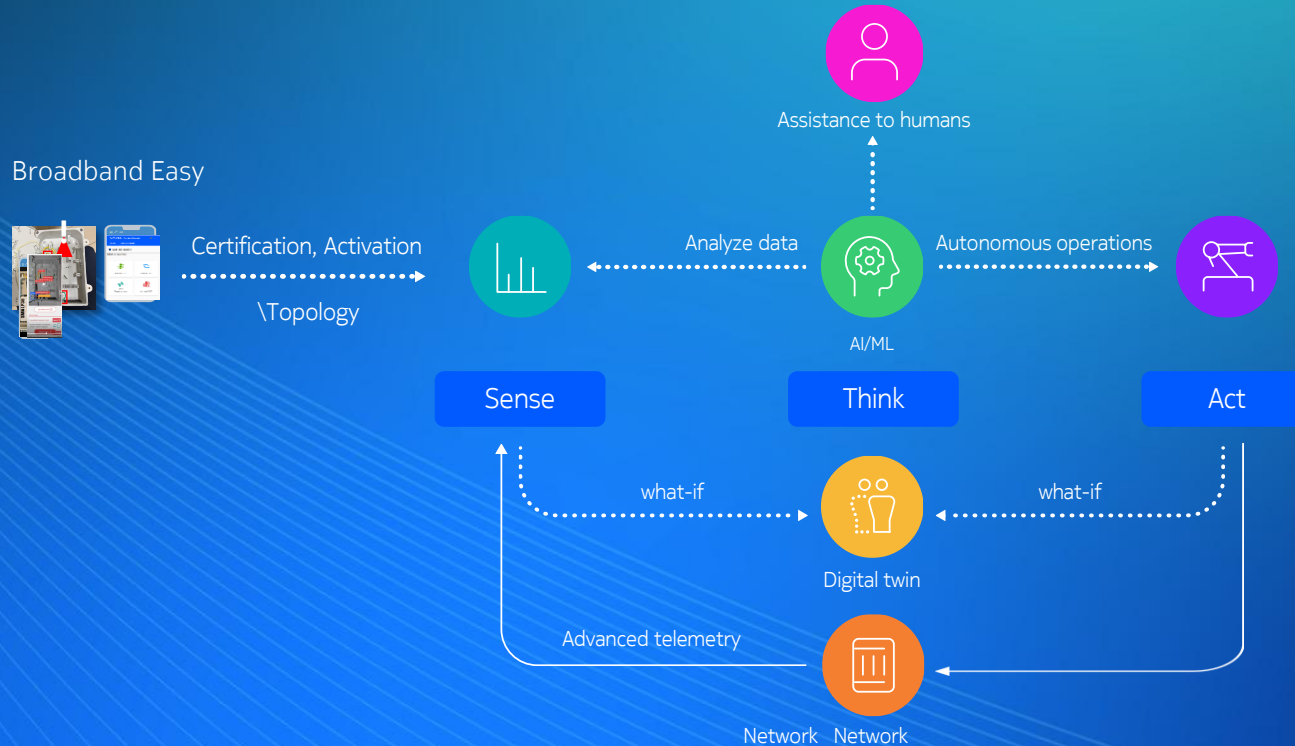 Assistance to humans
Broadband Easy
Certification, Activation
\Topology
Analyze data
Autonomous operations
AI/ML
Sense
Think
Act
what-if
what-if
Digital twin
Advanced telemetry
Network Network